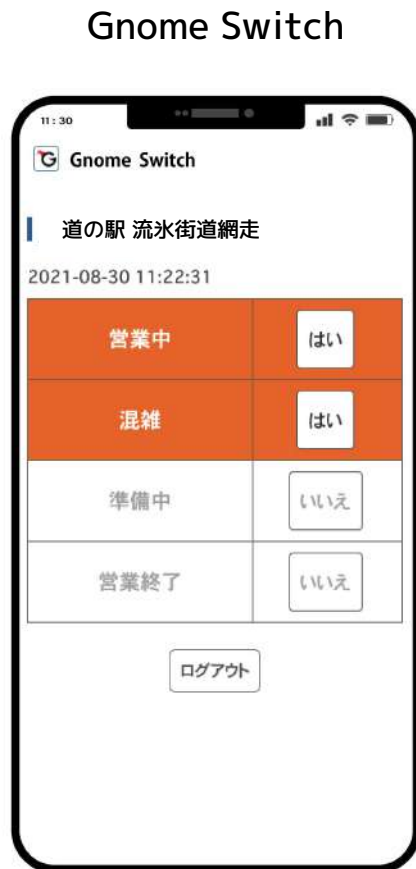 Gnome Switch
11:30
Gnome Switch
道の駅 流氷街道網走
2021-08-30 11:22:31
営業中 はい
混雑 はい
準備中 いいえ
営業終了 いいえ
ログアウト